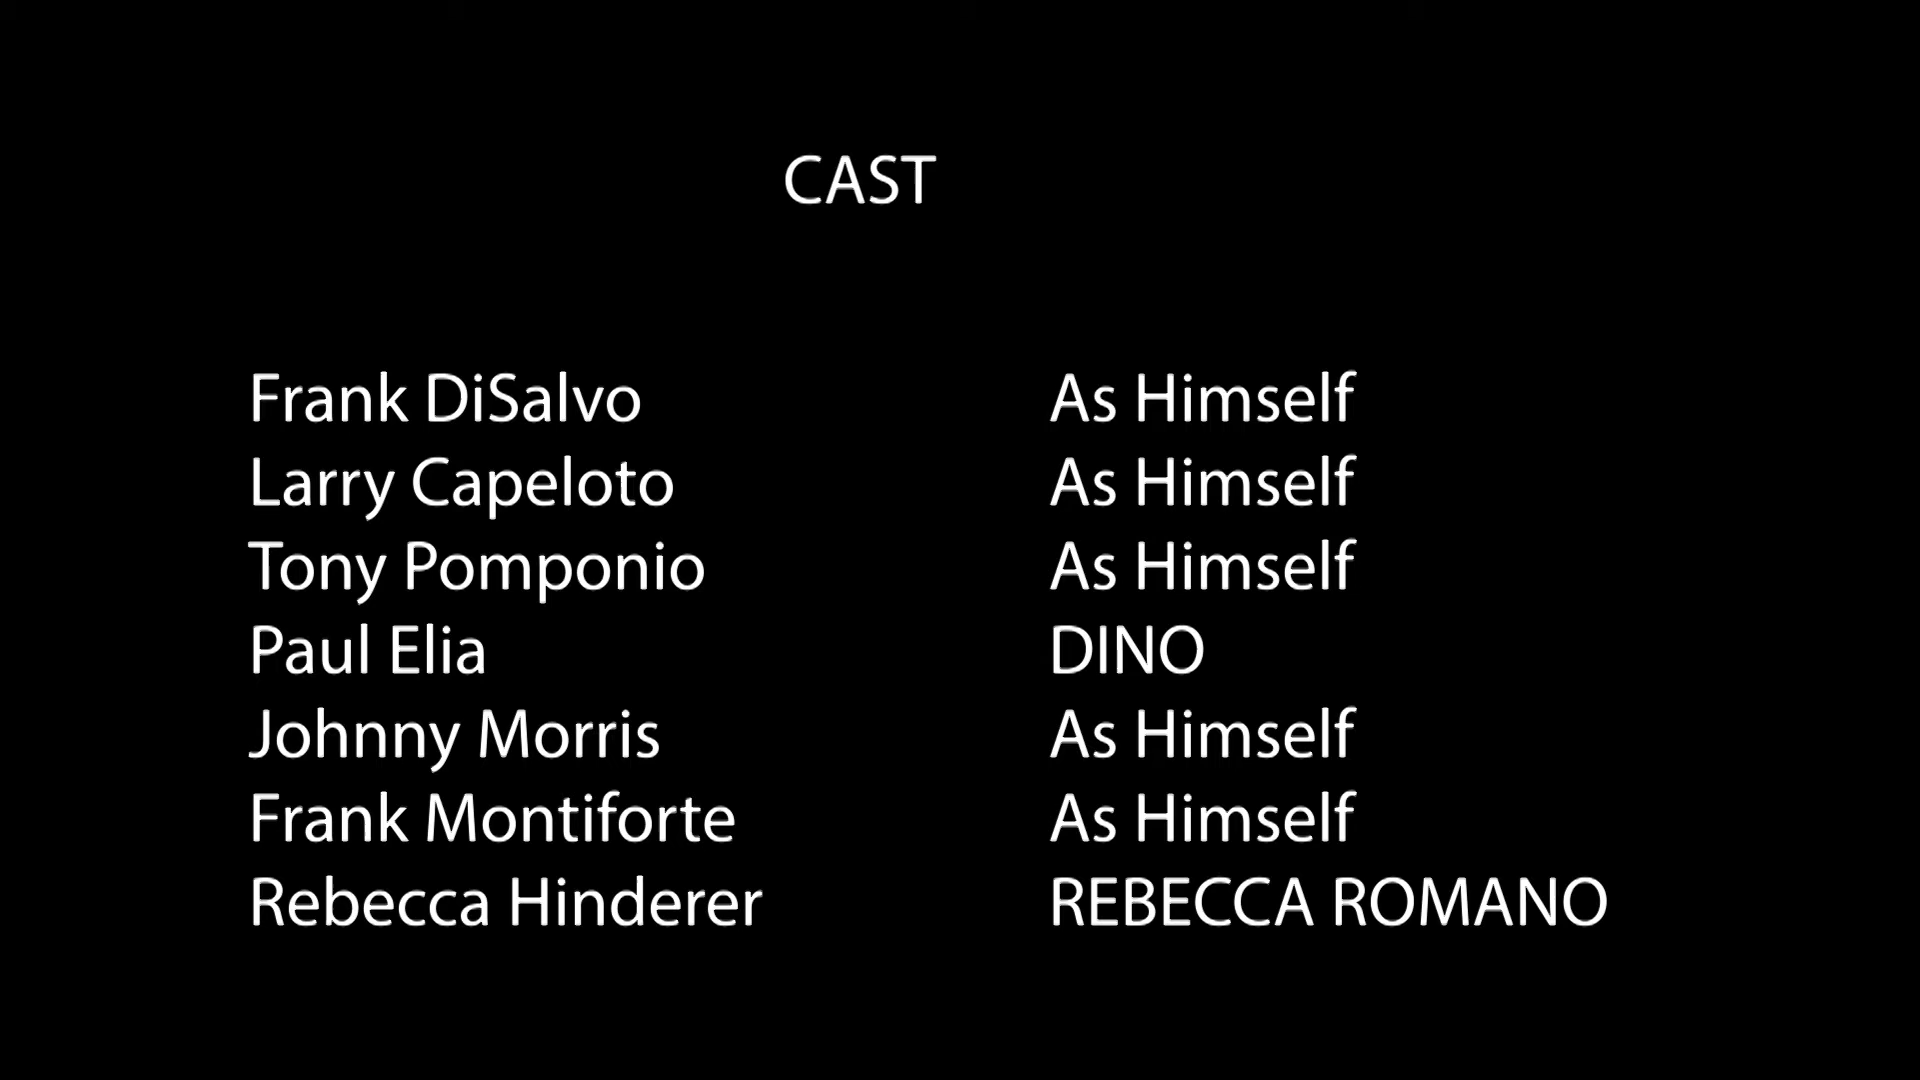 CAST
Frank DiSalvo As Himself
Larry Capeloto As Himself
Tony Pomponio As Himself
Paul Elia DINO
Johnny Morris As Himself
Frank Montiforte As Himself
Rebecca Hinderer REBECCA ROMANO